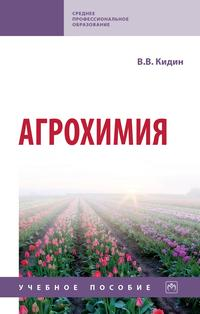 СРЕДНЕЕ
ПРОФЕССИОНАЛЬНОЕ
ОБРАЗОВАНИЕ
В.В. Кидин
АГРОХИМИЯ
УЧЕБНОЕ ПОСОБИЕ